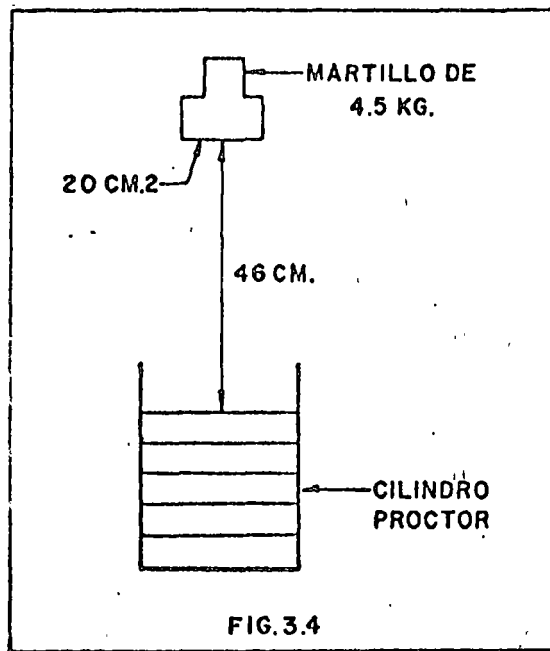 MARTILLO DE
4.5 KG.
20 CM.2
46 CM.
CILINDRO
PROCTOR
FIG. 3.4